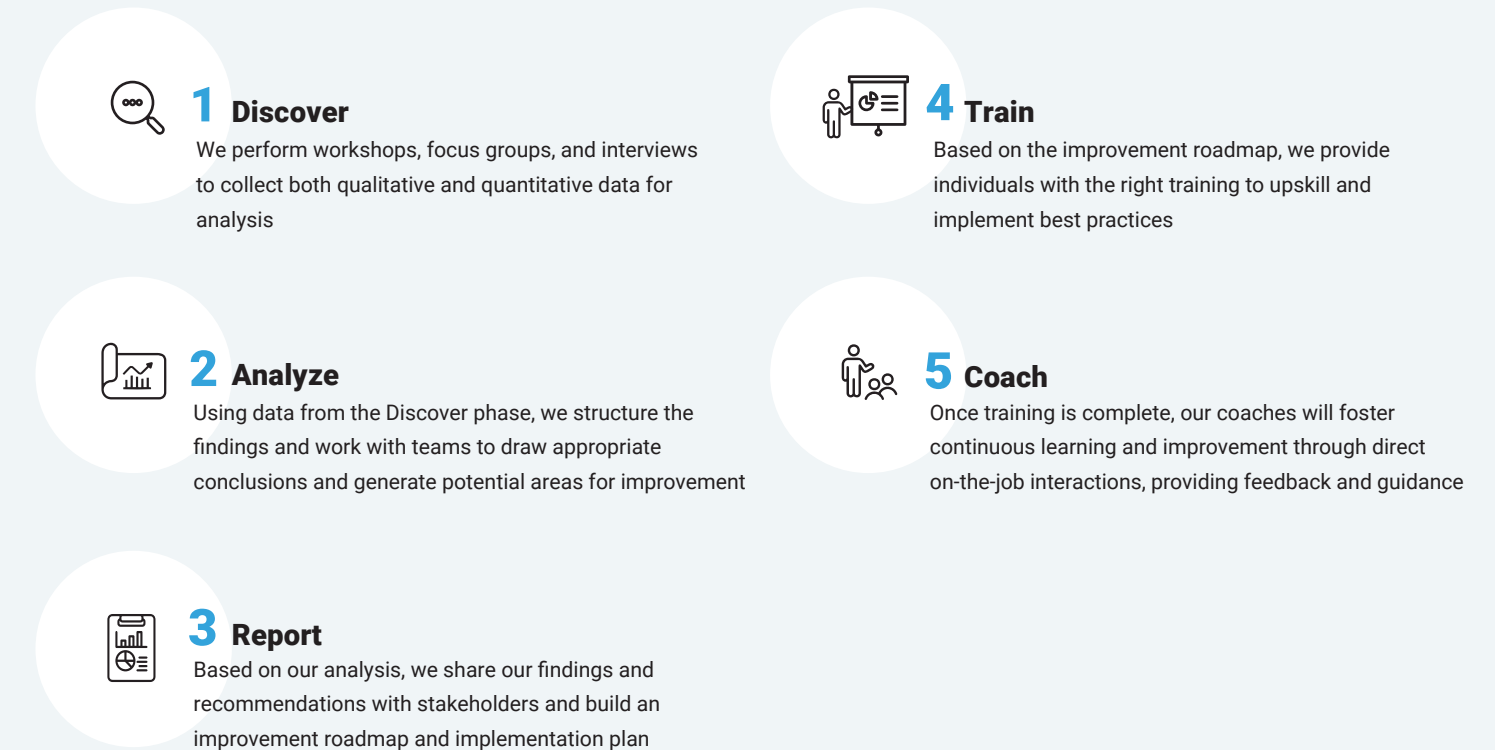 1 Discover
We perform workshops, focus groups, and interviews
to collect both qualitative and quantitative data for
analysis
2 Analyze
Using data from the Discover phase, we structure the
findings and work with teams to draw appropriate
conclusions and generate potential areas for improvement
3 Report
Based on our analysis, we share our findings and
recommendations with stakeholders and build an
improvement roadmap and implementation plan
4 Train
Based on the improvement roadmap, we provide
individuals with the right training to upskill and
implement best practices
5 Coach
Once training is complete, our coaches will foster
continuous learning and improvement through direct
on-the-job interactions, providing feedback and guidance